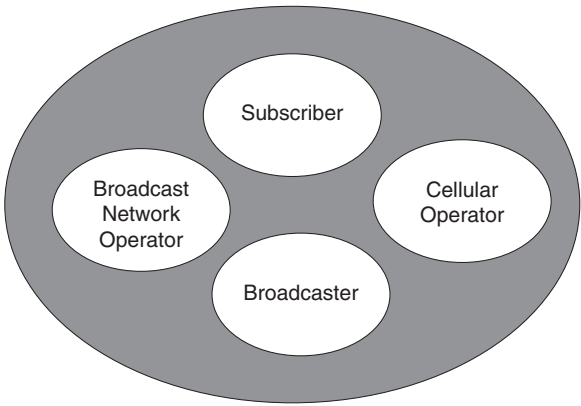 Subscriber
Broadcast
Network
Operator
Cellular
Operator
Broadcaster